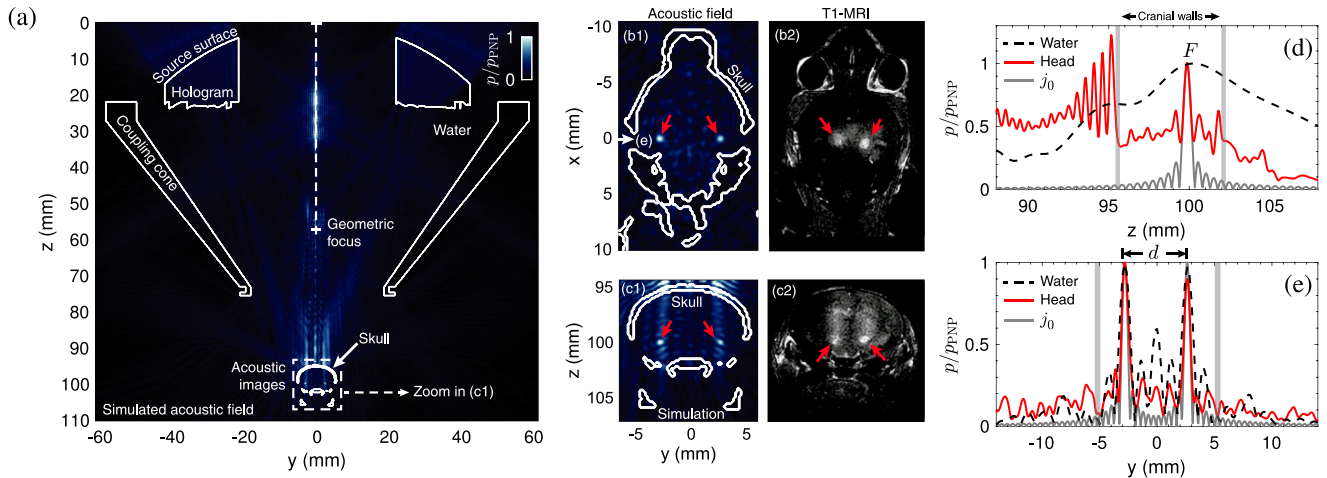 (a)
Source surface
Hologram
Coupling cone
Water
p/p_PNP
1
0
Geometric
focus
Skull
Acoustic
images
Zoom in (c1)
Simulated acoustic field
z (mm)
0
10
20
30
40
50
60
70
80
90
100
110
-60
-40
-20
0
20
40
60
y (mm)
Acoustic field
(b1)
Skull
(e)
x (mm)
-10
-5
0
5
10
T1-MRI
(b2)
(c1)
Skull
Simulation
z (mm)
95
100
105
-5
0
5
y (mm)
(c2)
Cranial walls
(d)
Water
Head
j₀
F
p/p_PNP
1
0.5
0
90
95
100
105
z (mm)
d
(e)
Water
Head
j₀
p/p_PNP
1
0.5
0
-10
-5
0
5
10
y (mm)